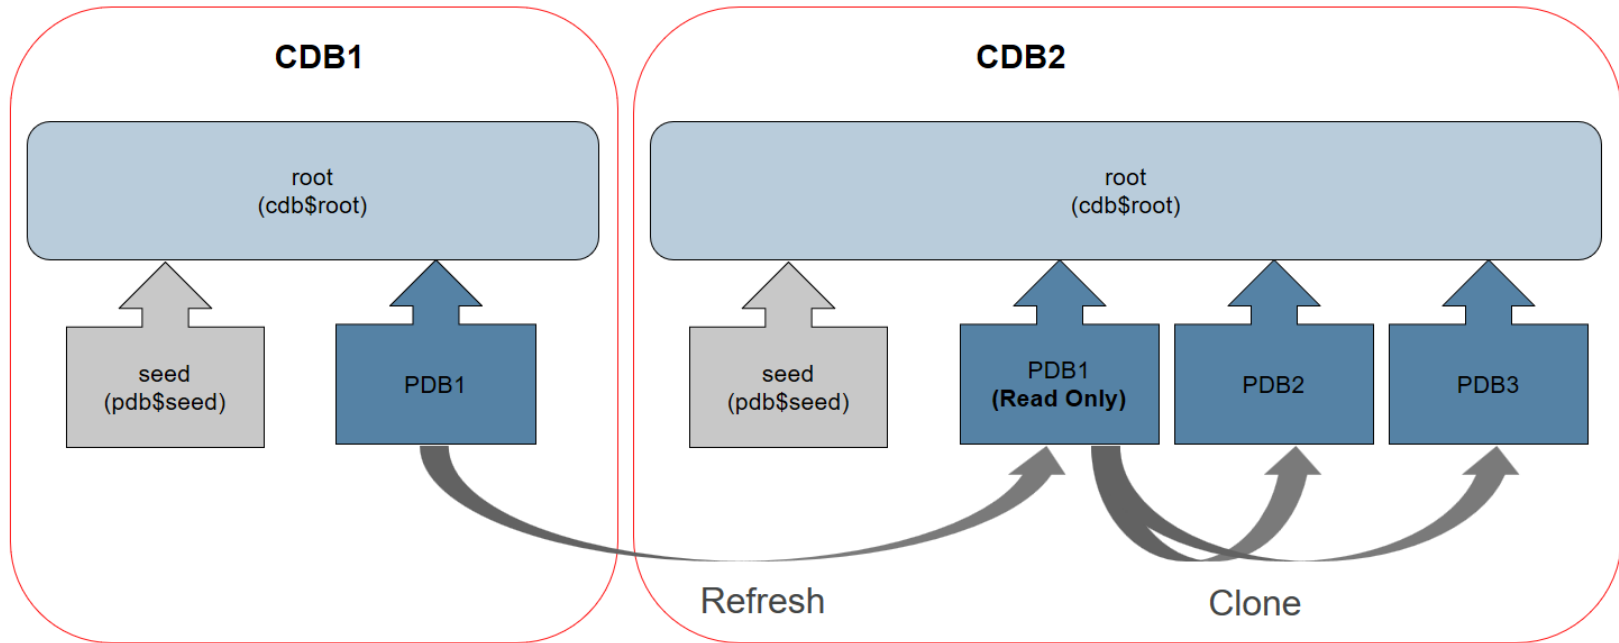 CDB1
root
(cdb$root)
seed
(pdb$seed)
PDB1
CDB2
root
(cdb$root)
seed
(pdb$seed)
PDB1
(Read Only)
PDB2
PDB3
Refresh
Clone